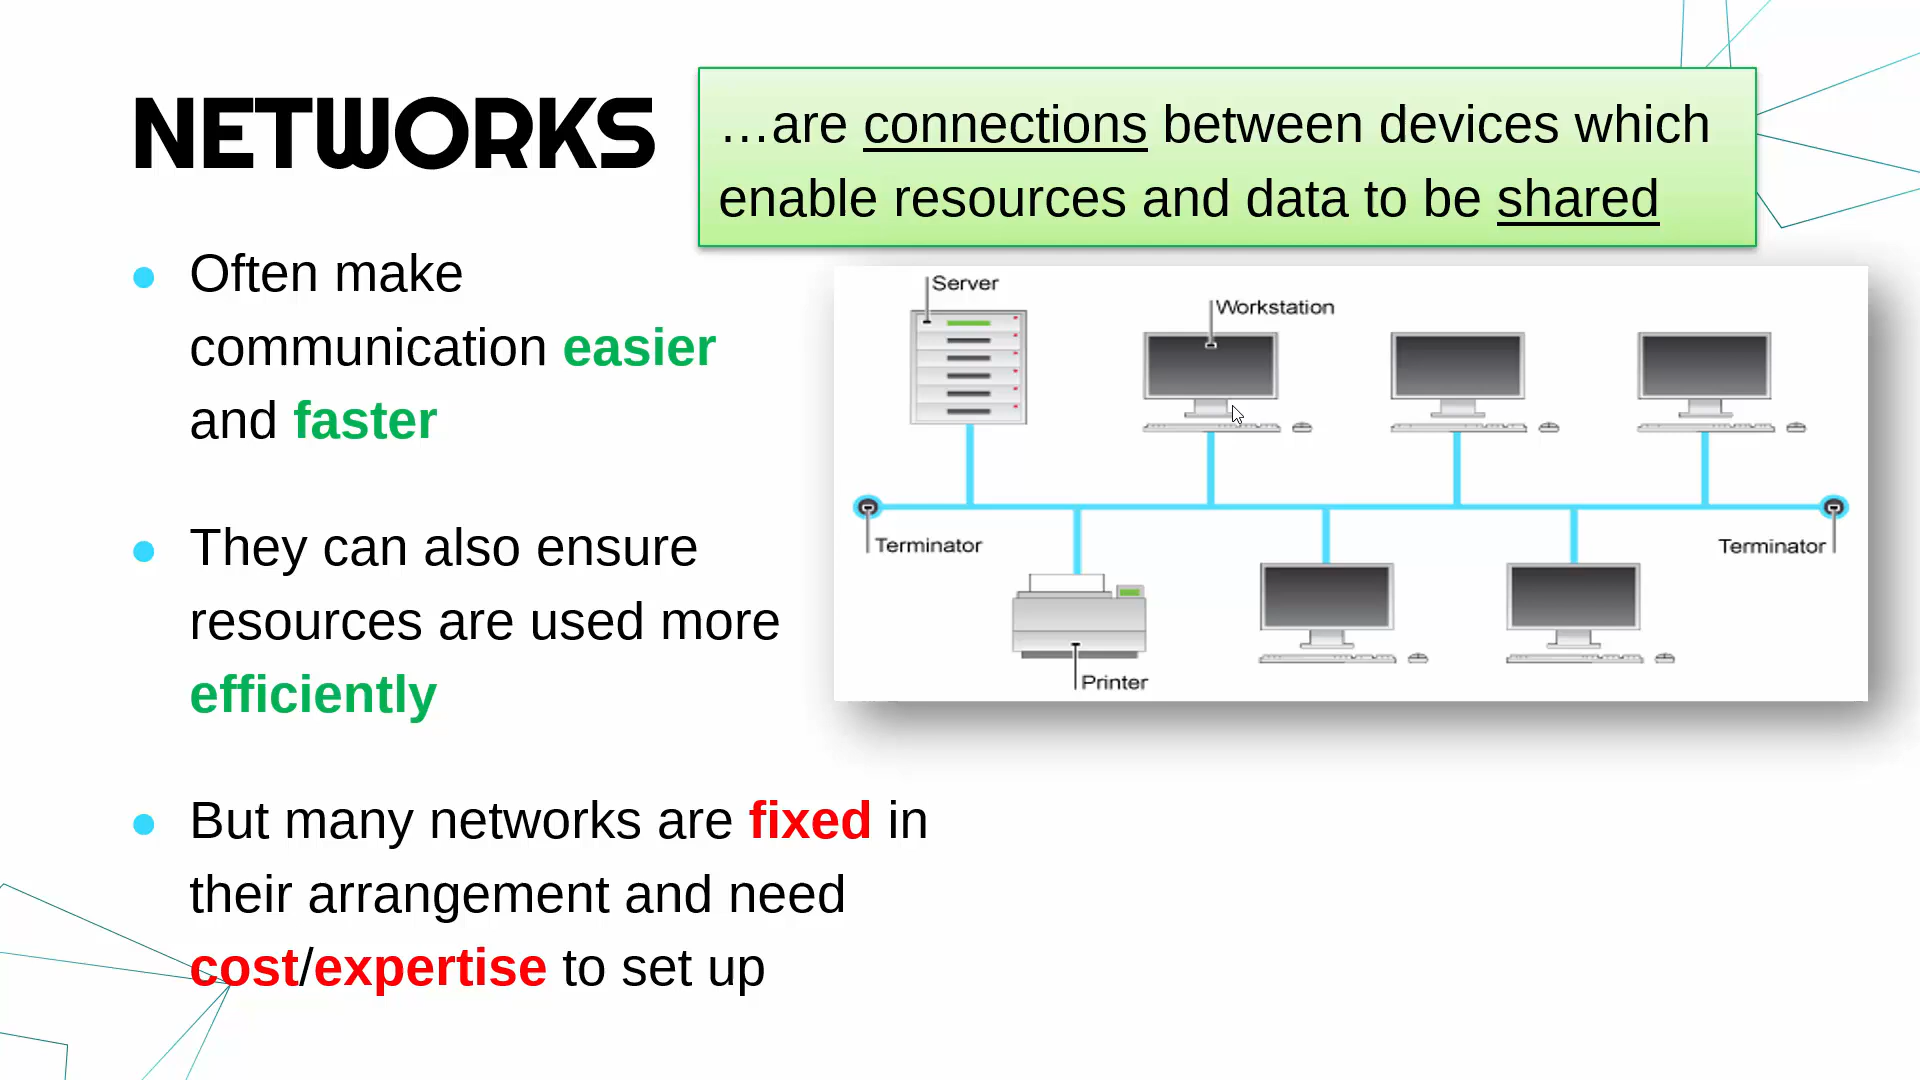 NETWORKS
…are connections between devices which
enable resources and data to be shared
• Often make
communication easier
and faster
• They can also ensure
resources are used more
efficiently
• But many networks are fixed in
their arrangement and need
cost/expertise to set up
Server
Workstation
Terminator
Terminator
Printer